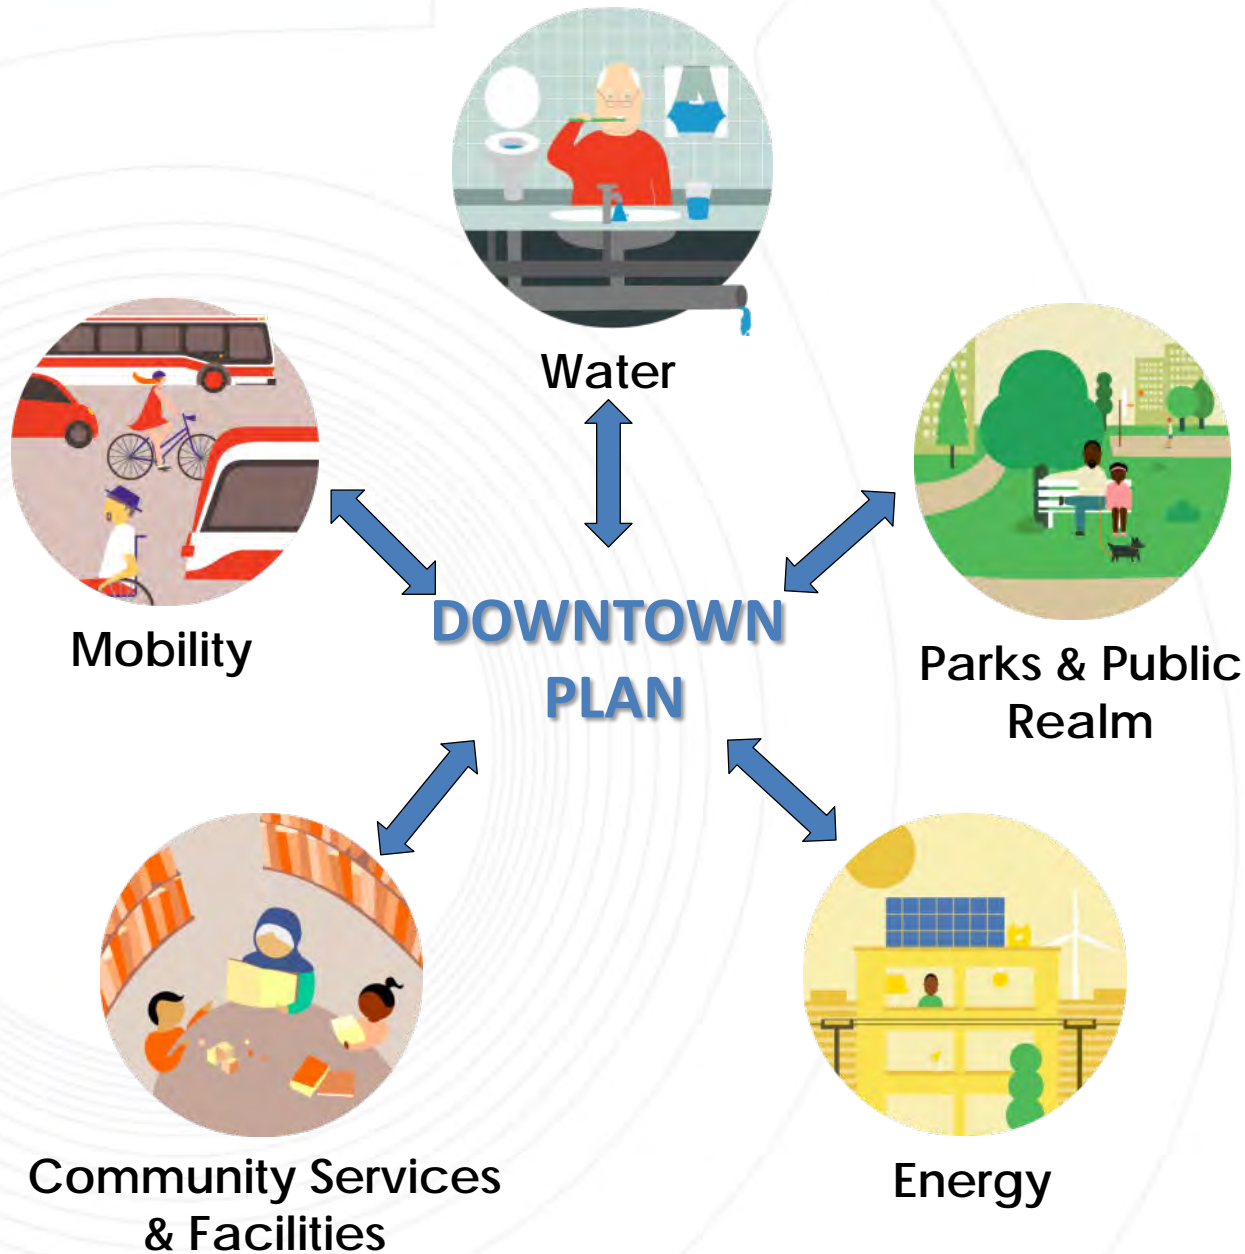 Water
Mobility
DOWNTOWN
PLAN
Parks & Public
Realm
Community Services
& Facilities
Energy